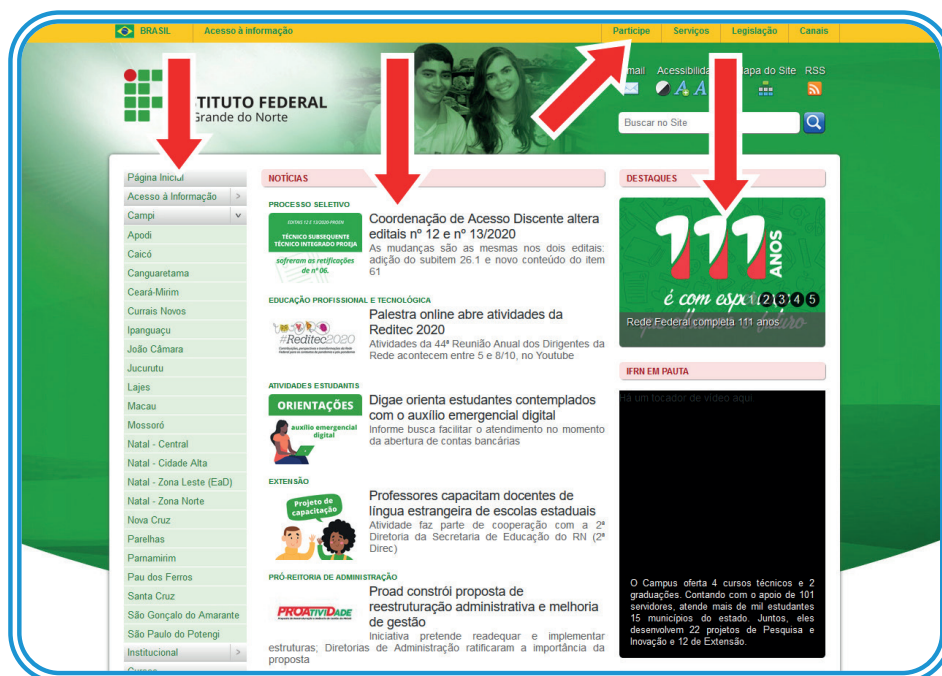 BRASIL Acesso à informação Participe Serviços Legislação Canais
Acessibilida Mapa do Site RSS
TITUTO FEDERAL
Grande do Norte
Buscar no Site
Página Inicial
Acesso à Informação >
Campi v
Apodi
Caicó
Canguaretama
Ceará-Mirim
Currais Novos
Ipanguaçu
João Câmara
Jucurutu
Lajes
Macau
Mossoró
Natal - Central
Natal - Cidade Alta
Natal - Zona Leste (EaD)
Natal - Zona Norte
Nova Cruz
Parelhas
Parnamirim
Pau dos Ferros
Santa Cruz
São Gonçalo do Amarante
São Paulo do Potengi
Institucional >
NOTÍCIAS
PROCESSO SELETIVO
EDITAIS 12 E 13/2020-PROEN
TÉCNICO SUBSEQUENTE
TÉCNICO INTEGRADO PROEJA
sofreram as retificações
de nº 06.
Coordenação de Acesso Discente altera
editais nº 12 e nº 13/2020
As mudanças são as mesmas nos dois editais:
adição do subitem 26.1 e novo conteúdo do item
61
EDUCAÇÃO PROFISSIONAL E TECNOLÓGICA
#Reditec2020
Palestra online abre atividades da
Reditec 2020
Atividades da 44ª Reunião Anual dos Dirigentes da
Rede acontecem entre 5 e 8/10, no Youtube
ATIVIDADES ESTUDANTIS
ORIENTAÇÕES
auxílio emergencial
digital
Digae orienta estudantes contemplados
com o auxílio emergencial digital
Informe busca facilitar o atendimento no momento
da abertura de contas bancárias
EXTENSÃO
Projeto de
capacitação
Professores capacitam docentes de
língua estrangeira de escolas estaduais
Atividade faz parte de cooperação com a 2ª
Diretoria da Secretaria de Educação do RN (2ª
Direc)
PRÓ-REITORIA DE ADMINISTRAÇÃO
PROATIVIDADE
Proad constrói proposta de
reestruturação administrativa e melhoria
de gestão
Iniciativa pretende readequar e implementar
estruturas; Diretorias de Administração ratificaram a importância da
proposta
DESTAQUES
111 ANOS
é com
1 2 3 4 5
Rede Federal completa 111 anos
IFRN EM PAUTA
Há um tocador de vídeo aqui.
O Campus oferta 4 cursos técnicos e 2
graduações. Contando com o apoio de 101
servidores, atende mais de mil estudantes
15 municípios do estado. Juntos, eles
desenvolvem 22 projetos de Pesquisa e
Inovação e 12 de Extensão.